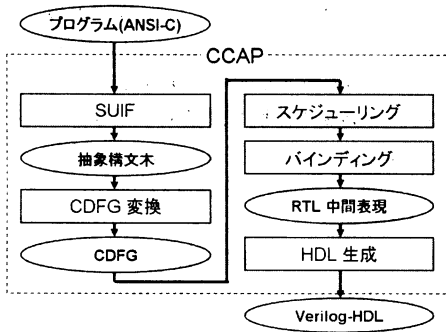 プログラム(ANSI-C)
CCAP
SUIF
抽象構文木
CDFG 変換
CDFG
スケジューリング
バインディング
RTL 中間表現
HDL 生成
Verilog-HDL